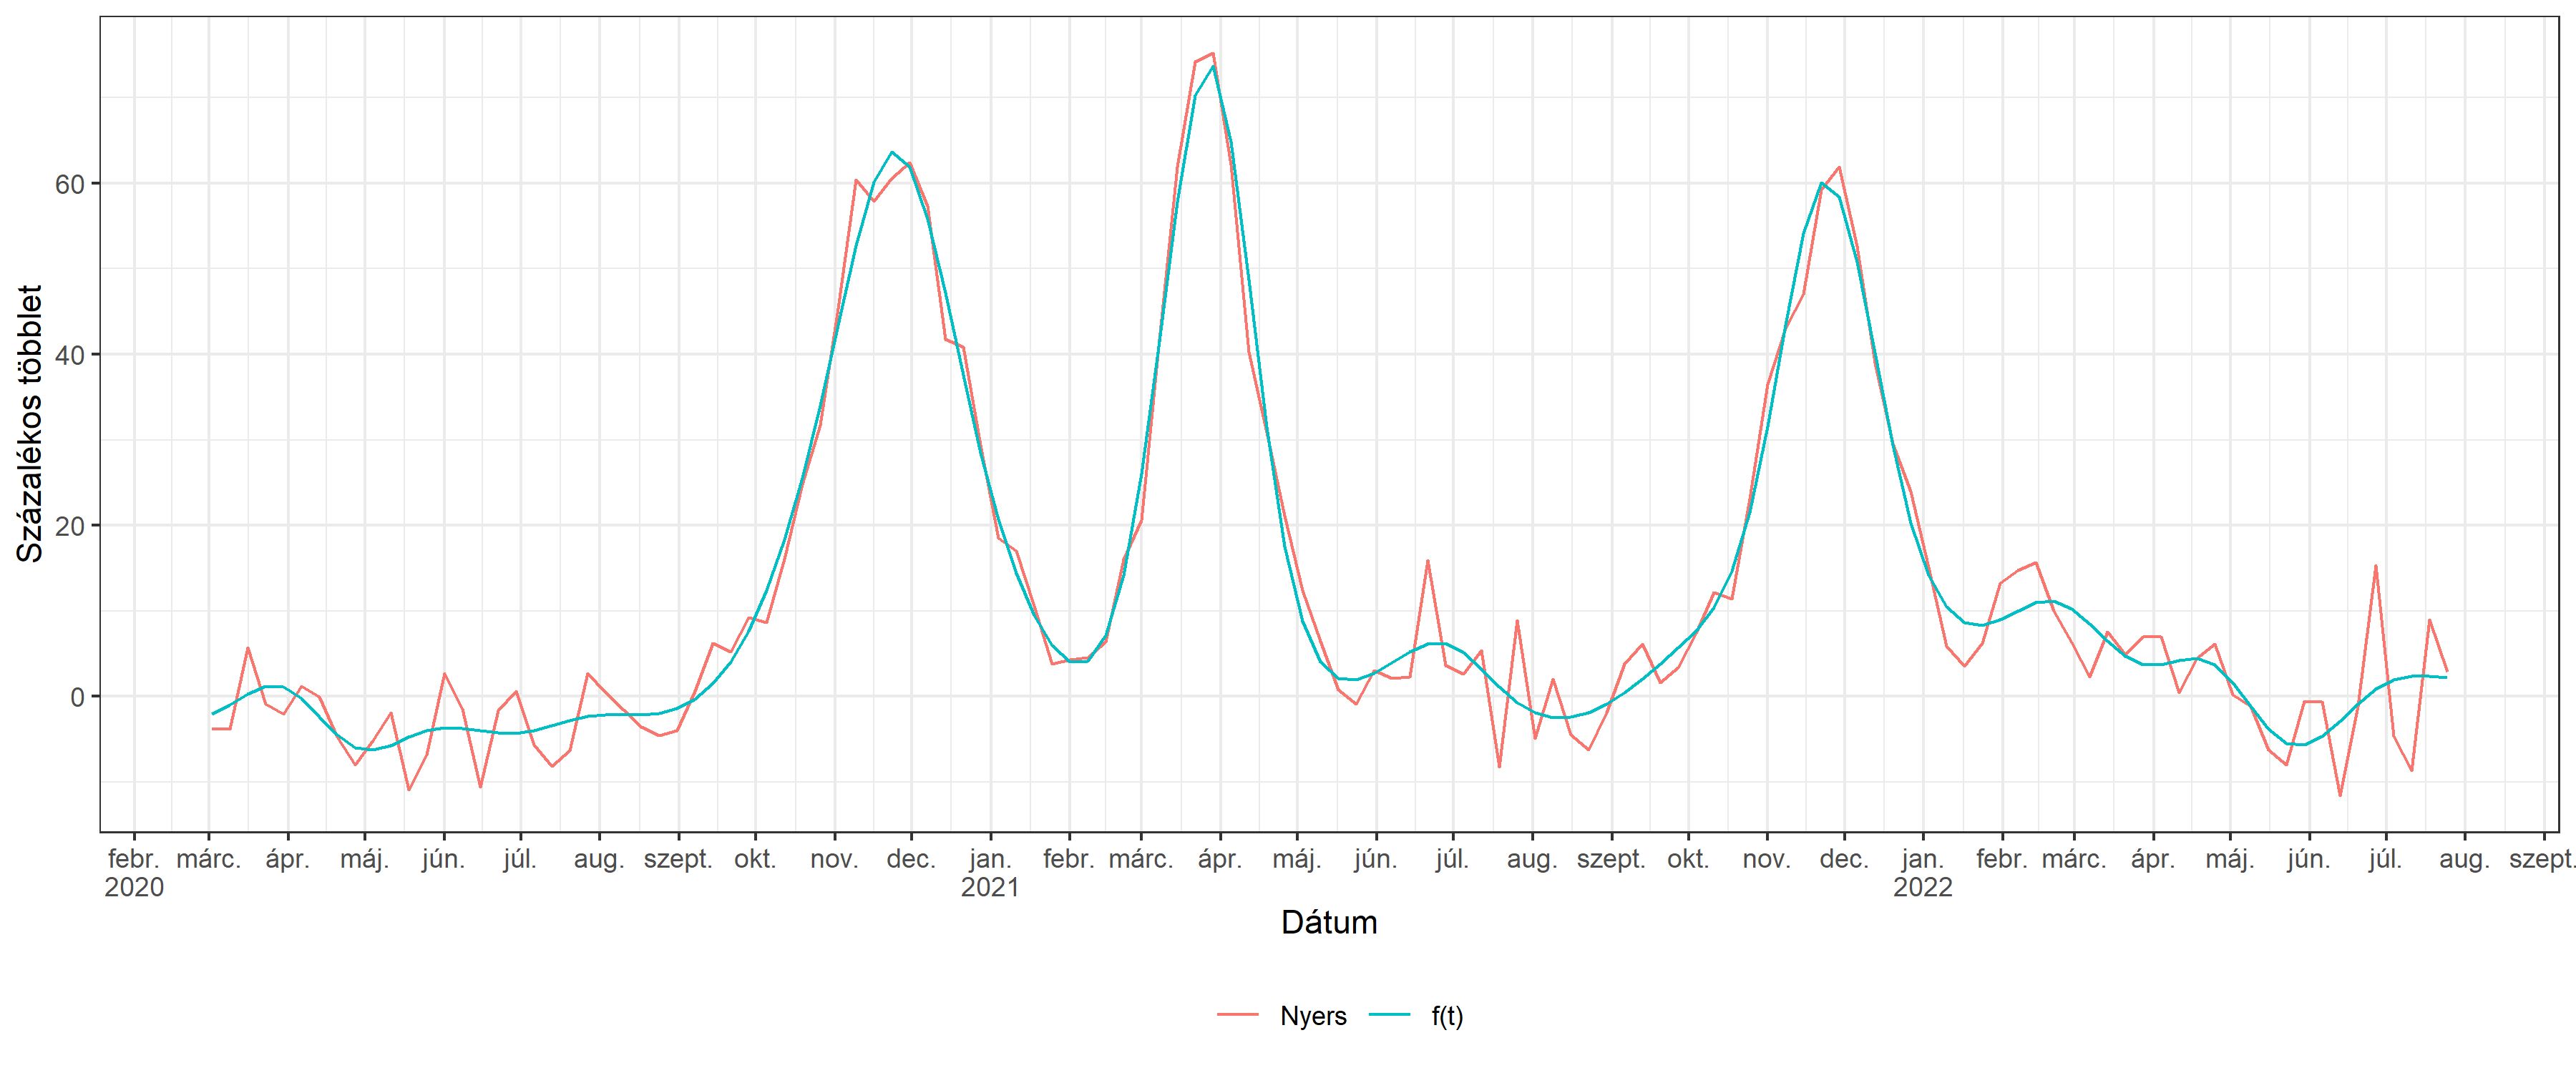 Százalékos többlet
60
40
20
0
febr. márc. ápr. máj. jún. júl. aug. szept. okt. nov. dec. jan. febr. márc. ápr. máj. jún. júl. aug. szept. okt. nov. dec. jan. febr. márc. ápr. máj. jún. júl. aug. szept.
2020 2021 2022
Dátum
Nyers f(t)